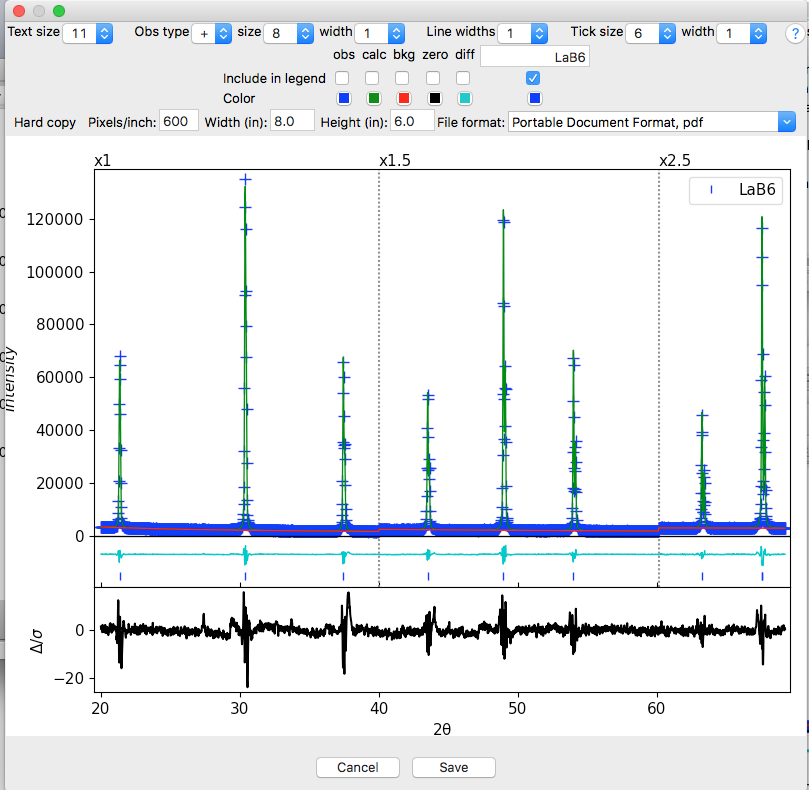 Text size 11 Obs type + size 8 width 1 Line widths 1 Tick size 6 width 1 ?
obs calc bkg zero diff LaB6
Include in legend
Color
Hard copy Pixels/inch: 600 Width (in): 8.0 Height (in): 6.0 File format: Portable Document Format, pdf
x1 x1.5 x2.5
LaB6
120000
100000
80000
60000
40000
20000
0
Intensity
0
−20
Δ/σ
20 30 40 50 60
2θ
Cancel Save